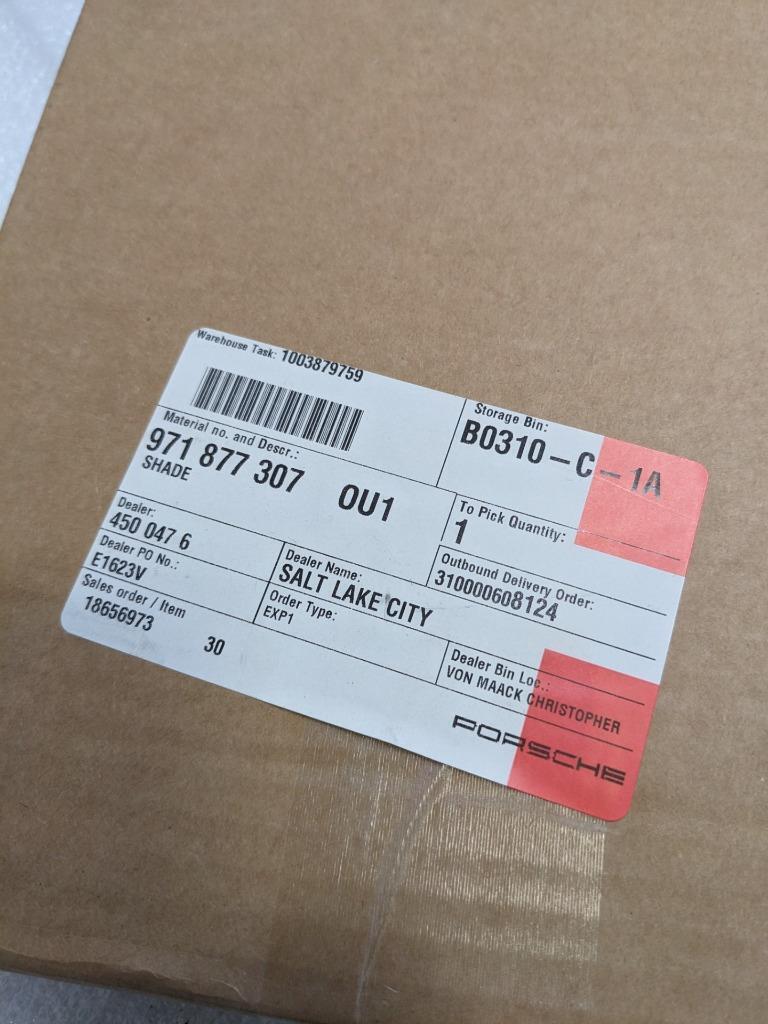 Warehouse Task: 1003879759
Storage Bin:
B0310-C-1A
Material no. and Descr.:
971 877 307 OU1
SHADE
To Pick Quantity:
1
Dealer:
450 047 6
Dealer Name:
SALT LAKE CITY
Outbound Delivery Order:
310000608124
Dealer PO No.:
E1623V
Order Type:
EXP1
Sales order / Item
18656973 30
Dealer Bin Loc.:
VON MAACK CHRISTOPHER
PORSCHE